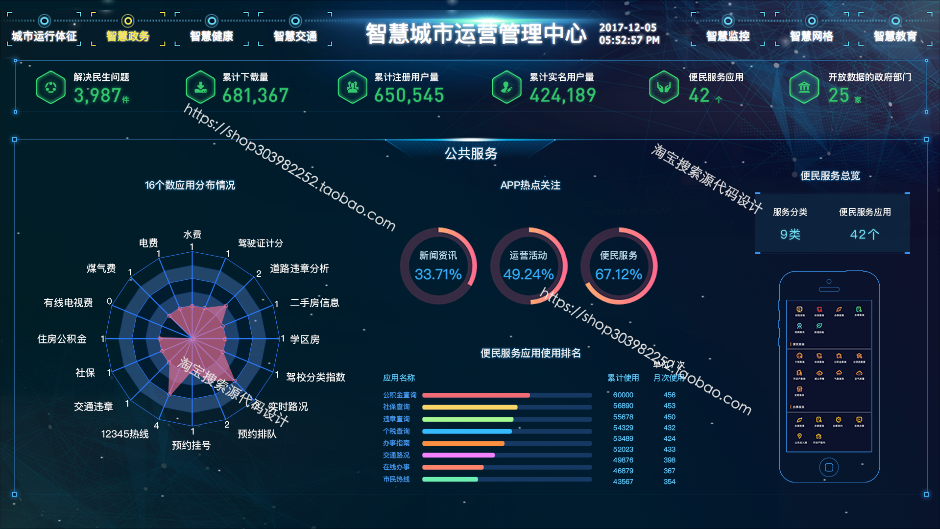 智慧城市运营管理中心
2017-12-05
05:52:57 PM
城市运行体征
智慧政务
智慧健康
智慧交通
智慧监控
智慧网格
智慧教育
解决民生问题
3,987件
累计下载量
681,367
累计注册用户量
650,545
累计实名用户量
424,189
便民服务应用
42 个
开放数据的政府部门
25 家
公共服务
16个数应用分布情况
水费
1
驾驶证计分
1
道路违章分析
2
二手房信息
1
学区房
1
驾校分类指数
1
实时路况
预约排队
2
预约挂号
1
12345热线
4
交通违章
1
社保
1
住房公积金
1
有线电视费
0
煤气费
1
电费
1
APP热点关注
新闻资讯
33.71%
运营活动
49.24%
便民服务
67.12%
便民服务应用使用排名
应用名称
累计使用
月次使用
公积金查询 60000 456
社保查询 56890 453
违章查询 55678 450
个税查询 54329 432
办事指南 53489 424
交通路况 52023 433
在线办事 49876 398
市民热线 46879 367
43567 354
便民服务总览
服务分类
9类
便民服务应用
42个
https://shop303982252.taobao.com
淘宝搜索源代码设计
https://shop303982252.taobao.com
淘宝搜索源代码设计